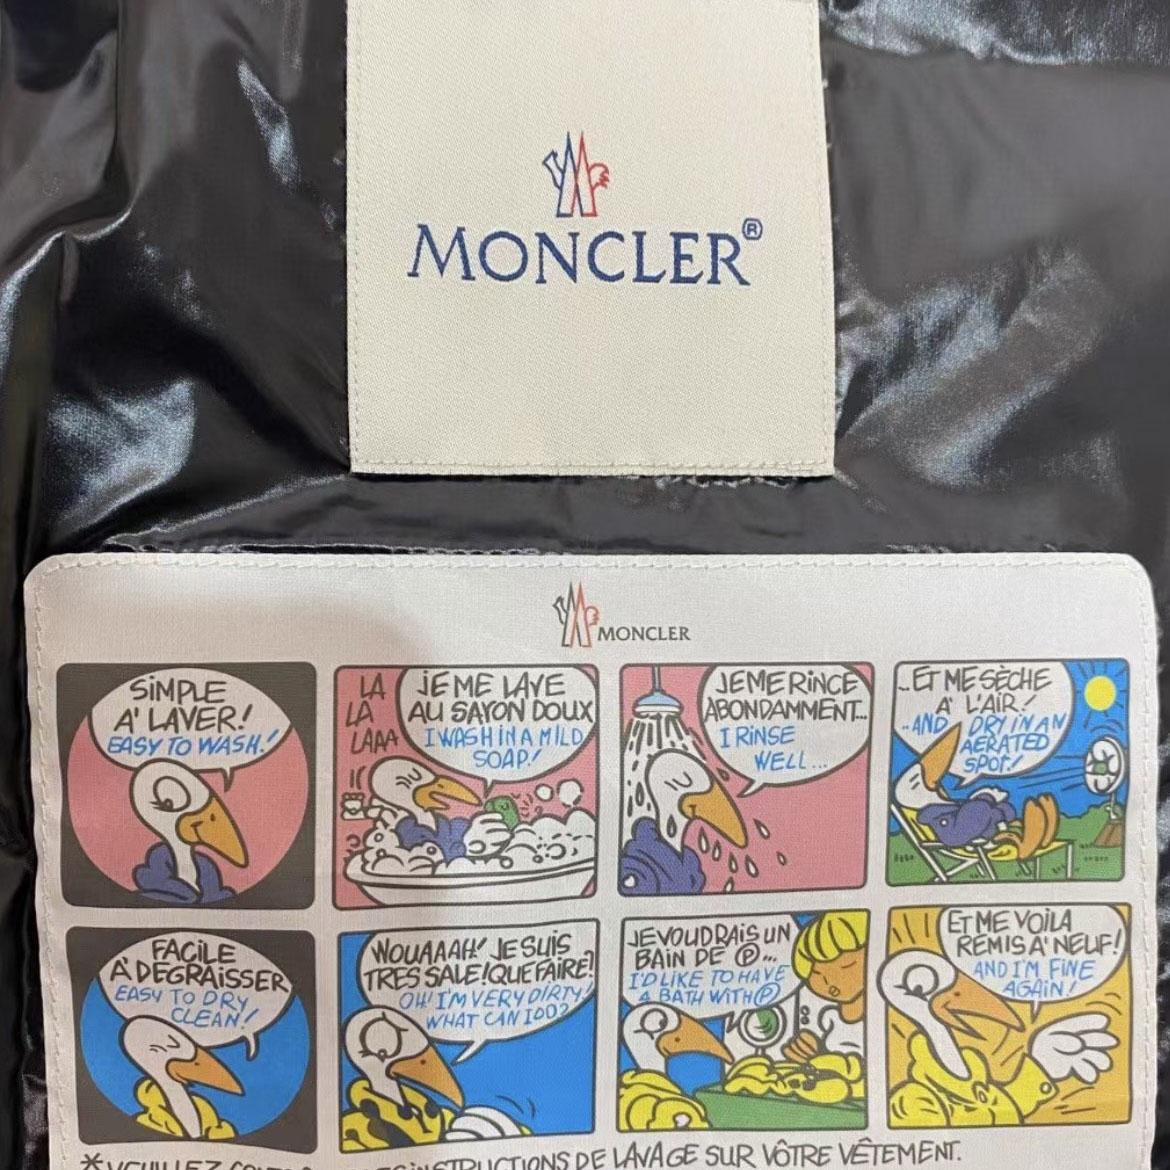 MONCLER®
MONCLER
SIMPLE
A' LAVER!
EASY TO WASH!
LA
LA
LAAA
JE ME LAVE
AU SAVON DOUX
I WASH IN A MILD
SOAP!
JE ME RINCE
ABONDAMMENT...
I RINSE
WELL...
...ET ME SÈCHE
A' L'AIR!
...AND DRY IN AN
AERATED
SPOT!
FACILE
A' DEGRAISSER
EASY TO DRY
CLEAN!
WOUAAAH! JE SUIS
TRES SALE! QUE FAIRE?
OH! I'M VERY DIRTY!
WHAT CAN I DO?
JE VOUDRAIS UN
BAIN DE Ⓟ...
I'D LIKE TO HAVE
A BATH WITH Ⓟ
ET ME VOILA
REMIS A' NEUF!
AND I'M FINE
AGAIN!
*VEUILLEZ INSTRUCTIONS DE LAVAGE SUR VÔTRE VÊTEMENT.